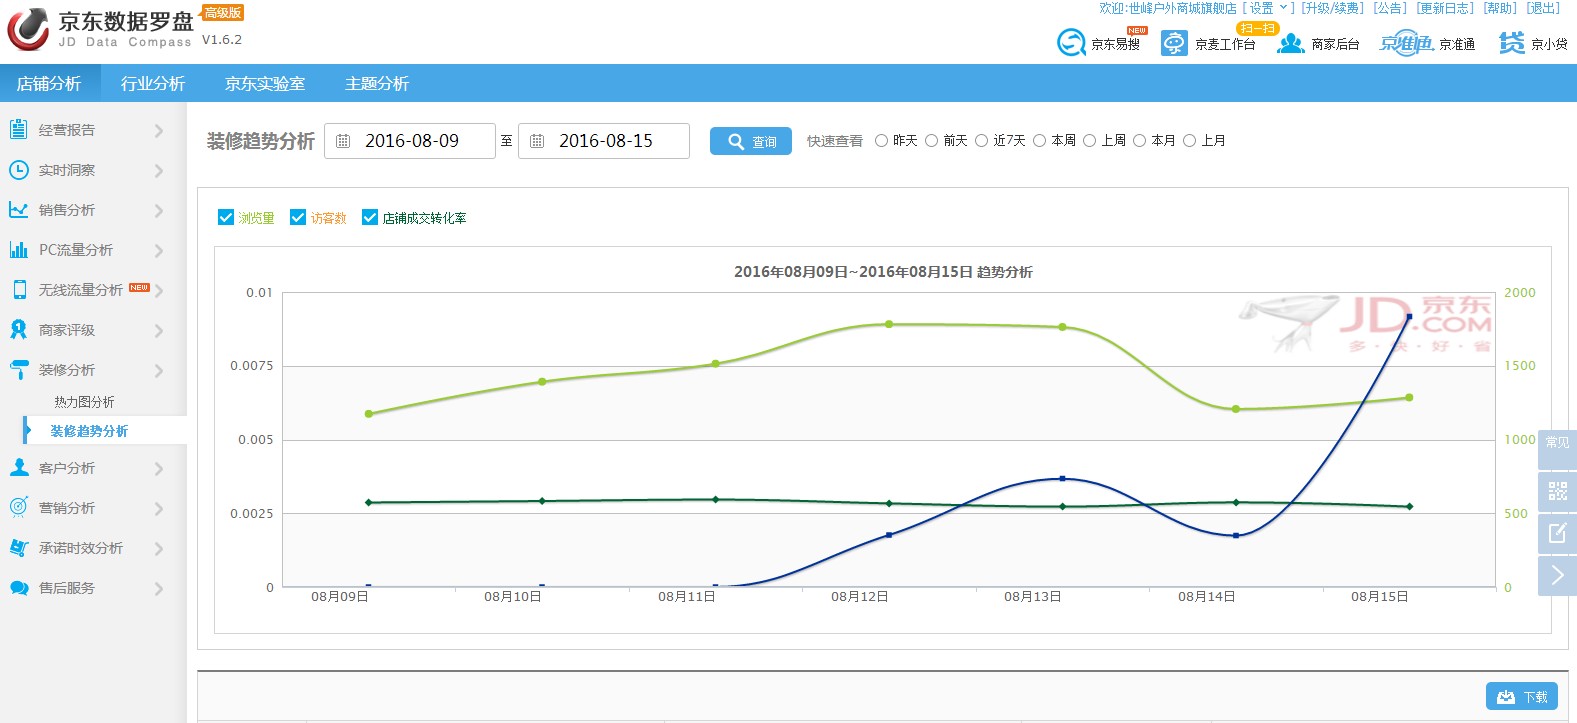 京东数据罗盘 高级版
JD Data Compass V1.6.2
欢迎:世峰户外商城旗舰店 [ 设置 ] [升级/续费] [公告] [更新日志] [帮助] [退出]
京东易搜 NEW 京麦工作台 扫一扫 商家后台 京准通 京准通 贷 京小贷
店铺分析 行业分析 京东实验室 主题分析
经营报告
实时洞察
销售分析
PC流量分析
无线流量分析 NEW
商家评级
装修分析
热力图分析
装修趋势分析
客户分析
营销分析
承诺时效分析
售后服务
装修趋势分析 2016-08-09 至 2016-08-15 查询 快速查看 昨天 前天 近7天 本周 上周 本月 上月
浏览量 访客数 店铺成交转化率
2016年08月09日~2016年08月15日 趋势分析
0.01
0.0075
0.005
0.0025
0
2000
1500
1000
500
0
JD 京东
.COM
多·快·好·省
08月09日 08月10日 08月11日 08月12日 08月13日 08月14日 08月15日
常见
下载